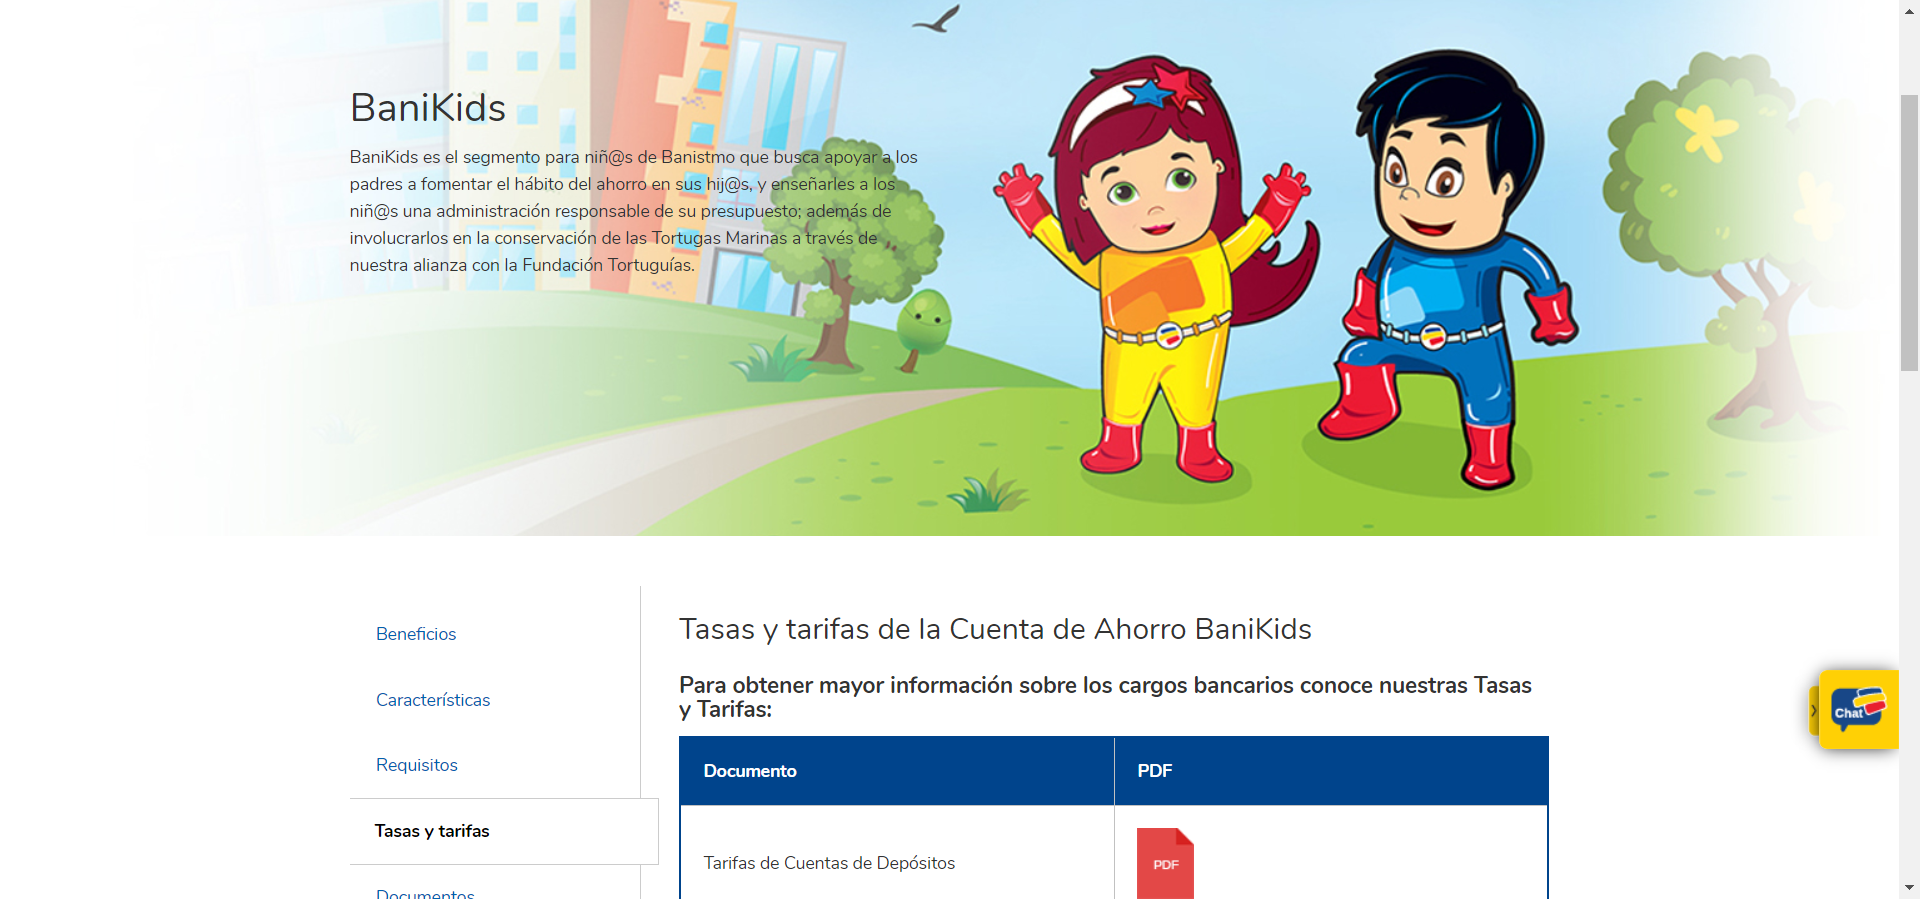 BaniKids
BaniKids es el segmento para niñ@s de Banistmo que busca apoyar a los
padres a fomentar el hábito del ahorro en sus hij@s, y enseñarles a los
niñ@s una administración responsable de su presupuesto; además de
involucrarlos en la conservación de las Tortugas Marinas a través de
nuestra alianza con la Fundación Tortuguías.
Beneficios
Características
Requisitos
Tasas y tarifas
Documentos
Tasas y tarifas de la Cuenta de Ahorro BaniKids
Para obtener mayor información sobre los cargos bancarios conoce nuestras Tasas
y Tarifas:
Documento PDF
Tarifas de Cuentas de Depósitos PDF
Chat